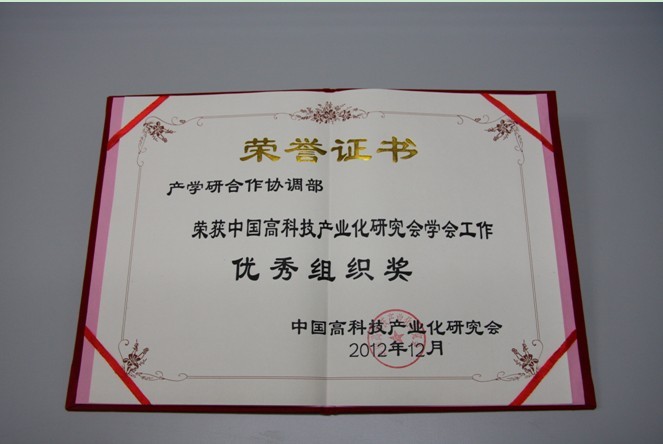 荣誉证书
产学研合作协调部
荣获中国高科技产业化研究会学会工作
优秀组织奖
中国高科技产业化研究会
2012年12月